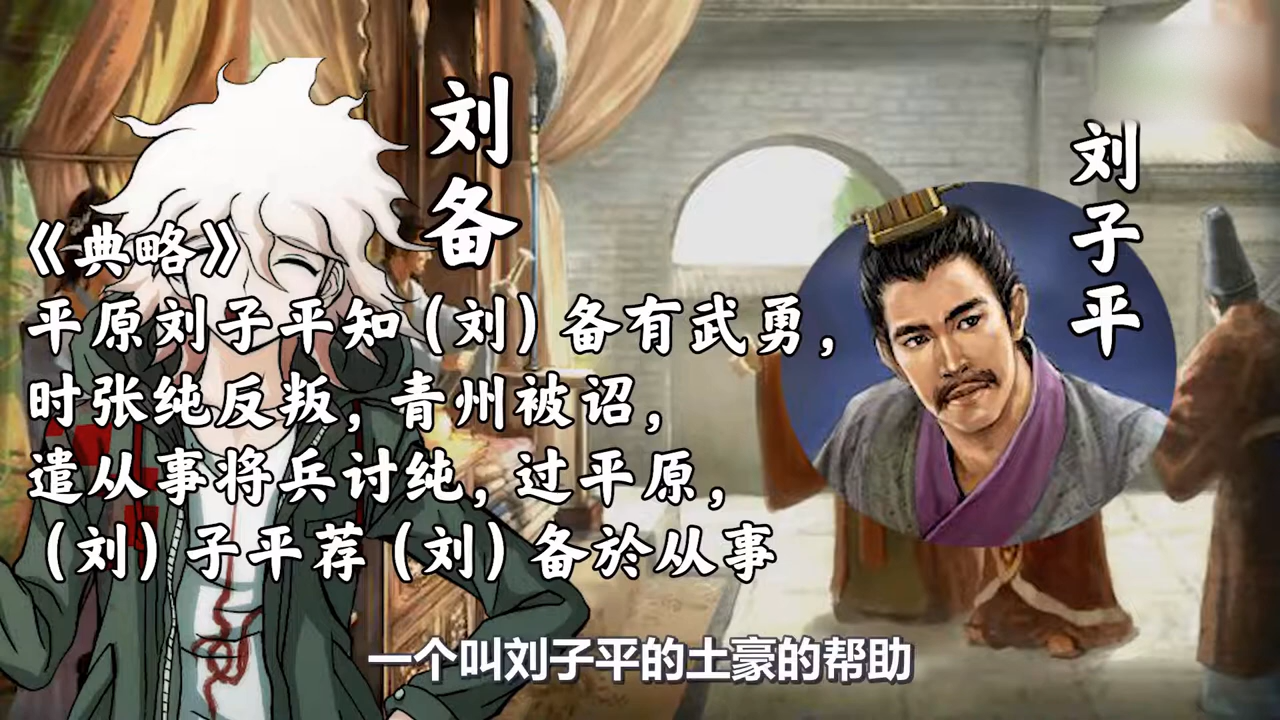 刘备
刘子平
《典略》
平原刘子平知（刘）备有武勇，
时张纯反叛，青州被诏，
遣从事将兵讨纯，过平原，
（刘）子平荐（刘）备於从事
一个叫刘子平的土豪的帮助